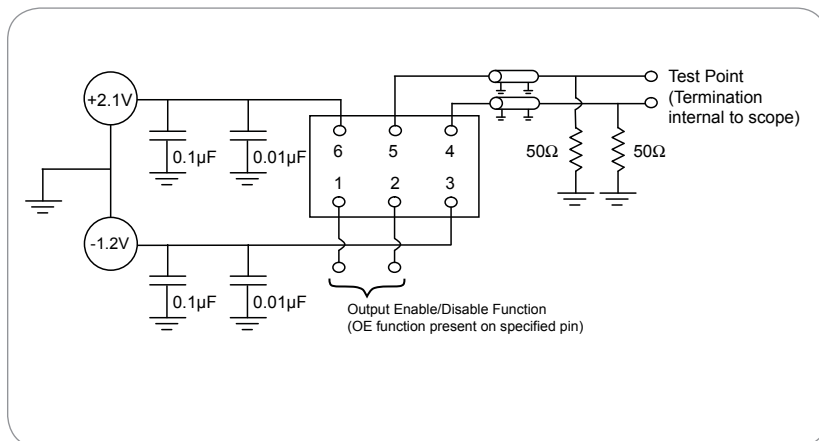 +2.1V
0.1µF
0.01µF
6
5
4
1
2
3
Test Point
(Termination
internal to scope)
50Ω
50Ω
-1.2V
0.1µF
0.01µF
Output Enable/Disable Function
(OE function present on specified pin)